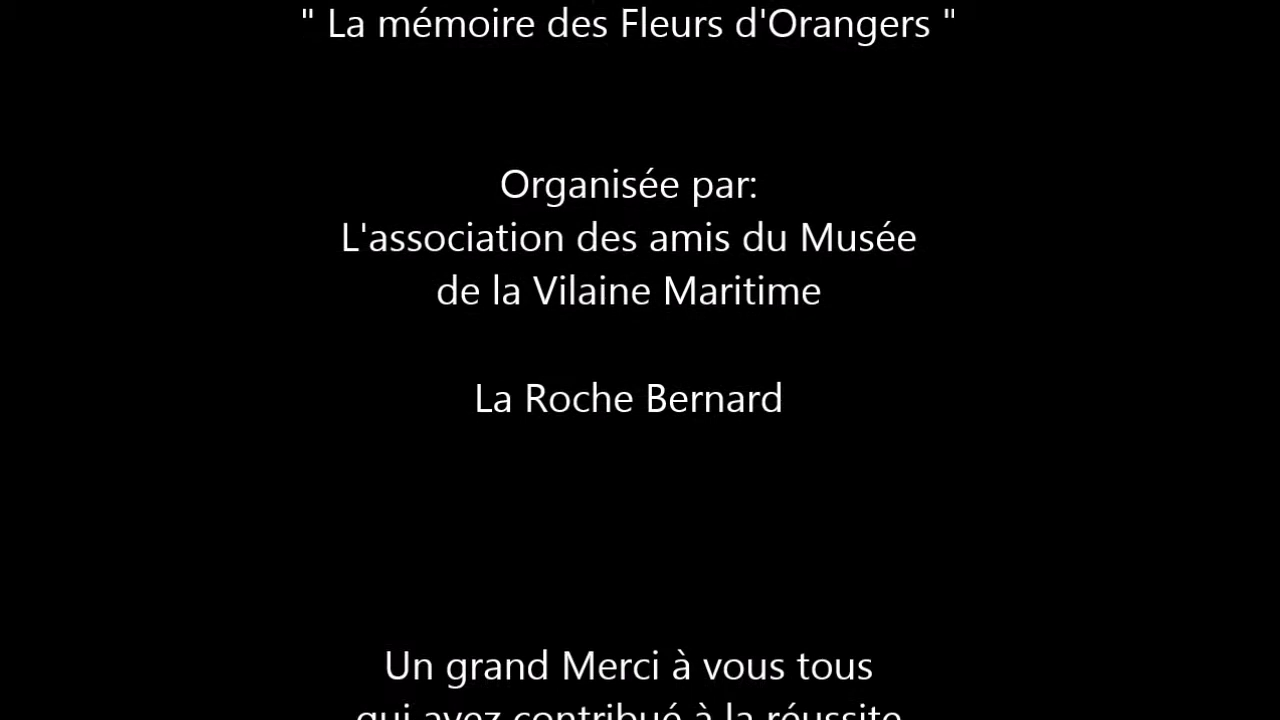 " La mémoire des Fleurs d'Orangers "
Organisée par:
L'association des amis du Musée
de la Vilaine Maritime
La Roche Bernard
Un grand Merci à vous tous
qui avez contribué à la réussite